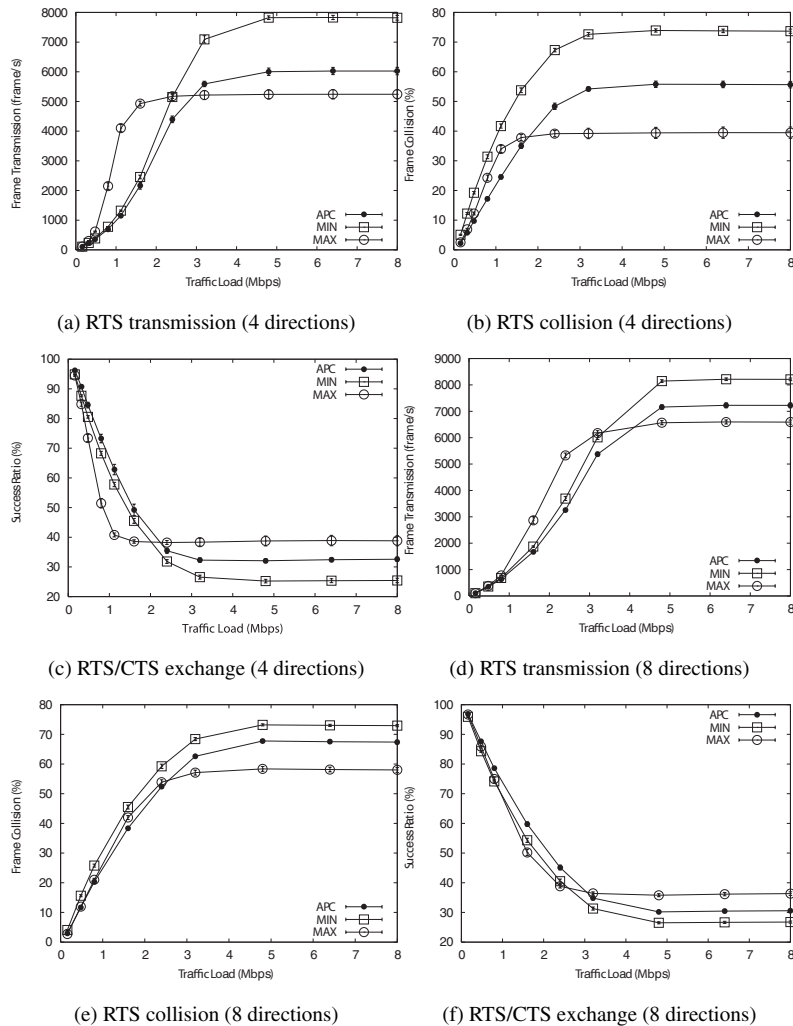 8000
7000
6000
5000
4000
3000
2000
1000
0
Frame Transmission (frame/s)
APC
MIN
MAX
0 1 2 3 4 5 6 7 8
Traffic Load (Mbps)
(a) RTS transmission (4 directions)
80
70
60
50
40
30
20
10
0
Frame Collision (%)
APC
MIN
MAX
0 1 2 3 4 5 6 7 8
Traffic Load (Mbps)
(b) RTS collision (4 directions)
100
90
80
70
60
50
40
30
20
Success Ratio (%)
APC
MIN
MAX
0 1 2 3 4 5 6 7 8
Traffic Load (Mbps)
(c) RTS/CTS exchange (4 directions)
9000
8000
7000
6000
5000
4000
3000
2000
1000
0
Frame Transmission (frame/s)
APC
MIN
MAX
0 1 2 3 4 5 6 7 8
Traffic Load (Mbps)
(d) RTS transmission (8 directions)
80
70
60
50
40
30
20
10
0
Frame Collision (%)
APC
MIN
MAX
0 1 2 3 4 5 6 7 8
Traffic Load (Mbps)
(e) RTS collision (8 directions)
100
90
80
70
60
50
40
30
20
Success Ratio (%)
APC
MIN
MAX
0 1 2 3 4 5 6 7 8
Traffic Load (Mbps)
(f) RTS/CTS exchange (8 directions)